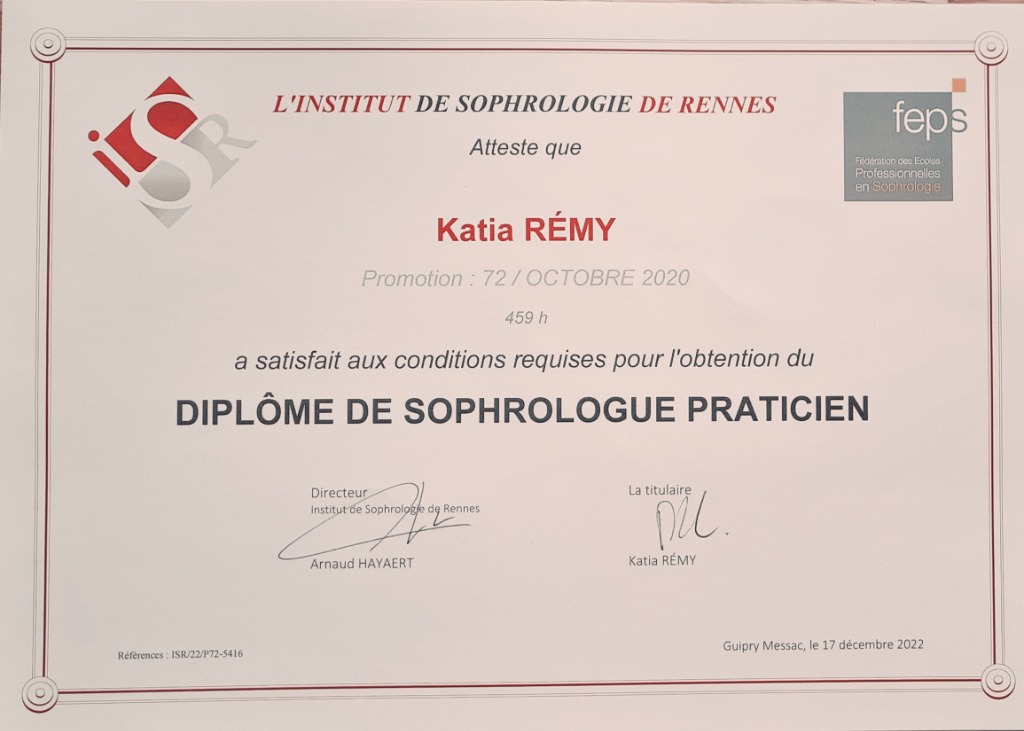 iSR
L'INSTITUT DE SOPHROLOGIE DE RENNES
feps
Fédération des Ecoles
Professionnelles
en Sophrologie
Atteste que
Katia RÉMY
Promotion : 72 / OCTOBRE 2020
459 h
a satisfait aux conditions requises pour l'obtention du
DIPLÔME DE SOPHROLOGUE PRATICIEN
Directeur
Institut de Sophrologie de Rennes
Arnaud HAYAERT
La titulaire
Katia RÉMY
Références : ISR/22/P72-5416
Guipry Messac, le 17 décembre 2022